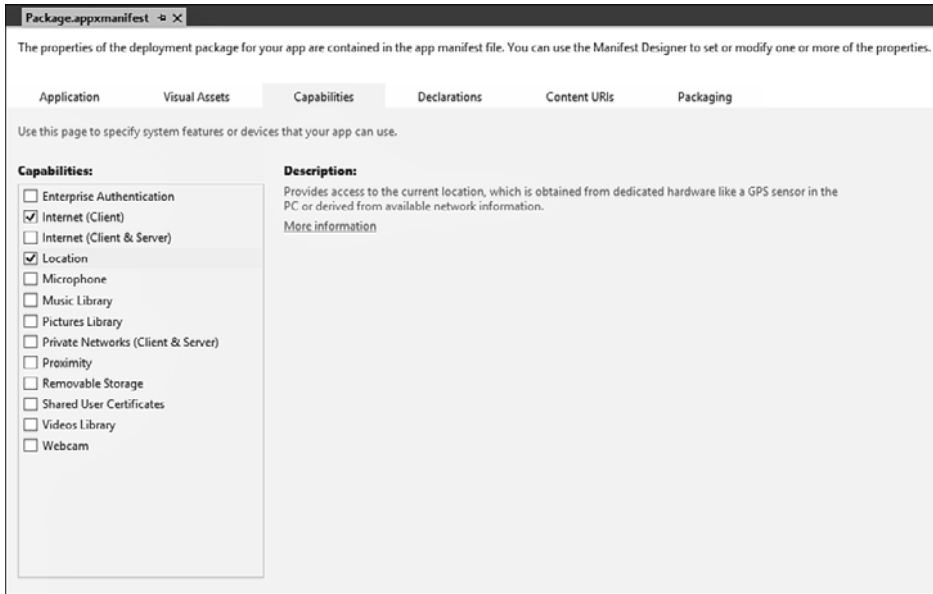 Package.appxmanifest
The properties of the deployment package for your app are contained in the app manifest file. You can use the Manifest Designer to set or modify one or more of the properties.
Application Visual Assets Capabilities Declarations Content URIs Packaging
Use this page to specify system features or devices that your app can use.
Capabilities:
Enterprise Authentication
Internet (Client)
Internet (Client & Server)
Location
Microphone
Music Library
Pictures Library
Private Networks (Client & Server)
Proximity
Removable Storage
Shared User Certificates
Videos Library
Webcam
Description:
Provides access to the current location, which is obtained from dedicated hardware like a GPS sensor in the
PC or derived from available network information.
More information